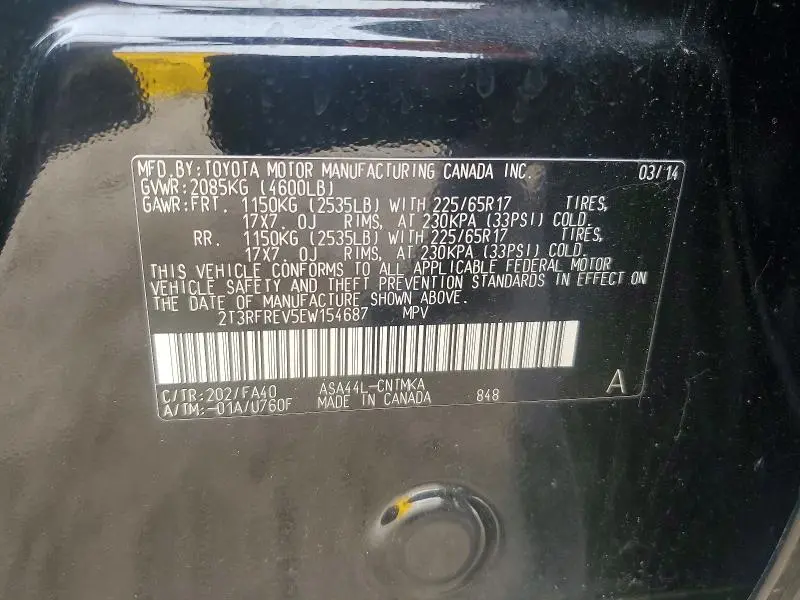 MFD.BY:TOYOTA MOTOR MANUFACTURING CANADA INC. 03/14
GVWR:2085KG (4600LB)
GAWR:FRT. 1150KG (2535LB) WITH 225/65R17 TIRES,
17X7.0J RIMS, AT 230KPA (33PSI) COLD.
RR. 1150KG (2535LB) WITH 225/65R17 TIRES,
17X7.0J RIMS, AT 230KPA (33PSI) COLD.
THIS VEHICLE CONFORMS TO ALL APPLICABLE FEDERAL MOTOR
VEHICLE SAFETY AND THEFT PREVENTION STANDARDS IN EFFECT ON
THE DATE OF MANUFACTURE SHOWN ABOVE.
2T3RFREV5EW154687 MPV
C/TR:202/FA40 ASA44L-CNTMKA A
A/TM:-01A/U760F MADE IN CANADA 848